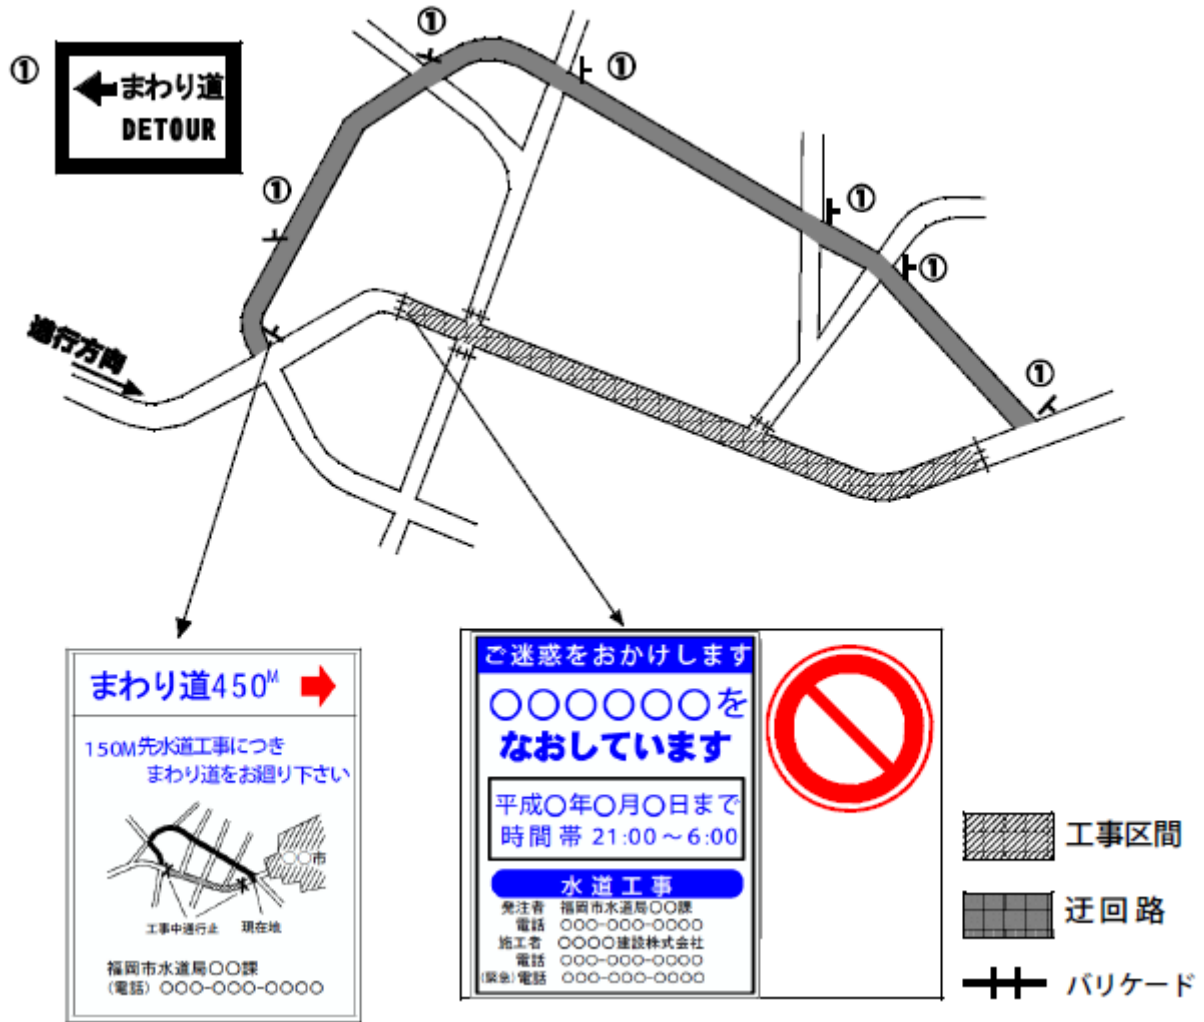 ①
①
まわり道
DETOUR
①
①
①
①
①
①
進行方向
まわり道450M
150M先水道工事につき
まわり道をお廻り下さい
○○市
工事中通行止
現在地
福岡市水道局○○課
(電話) ○○○-○○○-○○○○
ご迷惑をおかけします
○○○○○○を
なおしています
平成○年○月○日まで
時間帯 21:00～6:00
水道工事
発注者 福岡市水道局○○課
電話 ○○○-○○○-○○○○
施工者 ○○○○建設株式会社
電話 ○○○-○○○-○○○○
(緊急)電話 ○○○-○○○-○○○○
工事区間
迂回路
バリケード